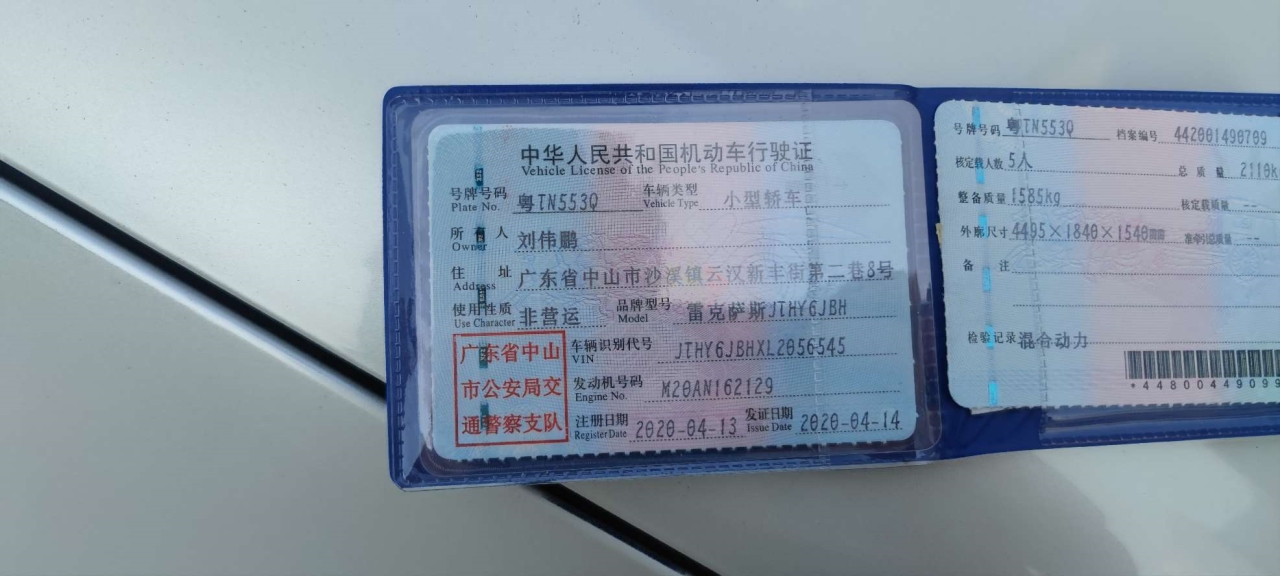 中华人民共和国机动车行驶证
Vehicle License of the People's Republic of China
号牌号码 粤TN553Q 车辆类型 小型轿车
Plate No. Vehicle Type
所有人 刘伟鹏
Owner
住址 广东省中山市沙溪镇云汉新丰街第二巷8号
Address
使用性质 非营运 品牌型号 雷克萨斯JTHY6JBH
Use Character Model
广东省中山
市公安局交
通警察支队
车辆识别代号 JTHY6JBHXL2056545
VIN
发动机号码 M20AN162129
Engine No.
注册日期 2020-04-13 发证日期 2020-04-14
Register Date Issue Date
号牌号码 粤TN553Q 档案编号 442001490709
核定载人数 5人 总质量 2110k
整备质量 1585kg 核定载质量 --
外廓尺寸 4495×1840×1540mm 准牵引总质量 --
备注
检验记录 混合动力
*44800449099